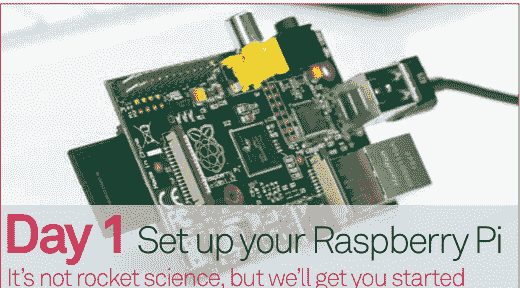 Day 1 Set up your Raspberry Pi
It's not rocket science, but we'll get you started